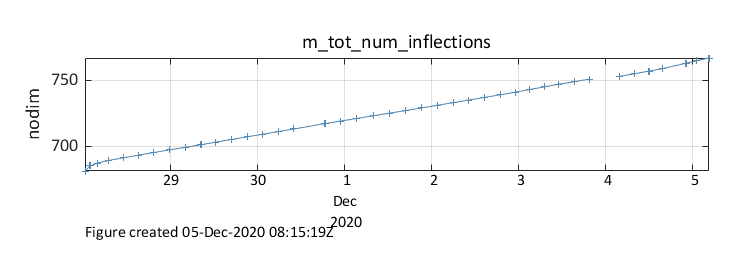 m_tot_num_inflections
nodim
750
700
29 30 1 2 3 4 5
Dec
2020
Figure created 05-Dec-2020 08:15:19Z